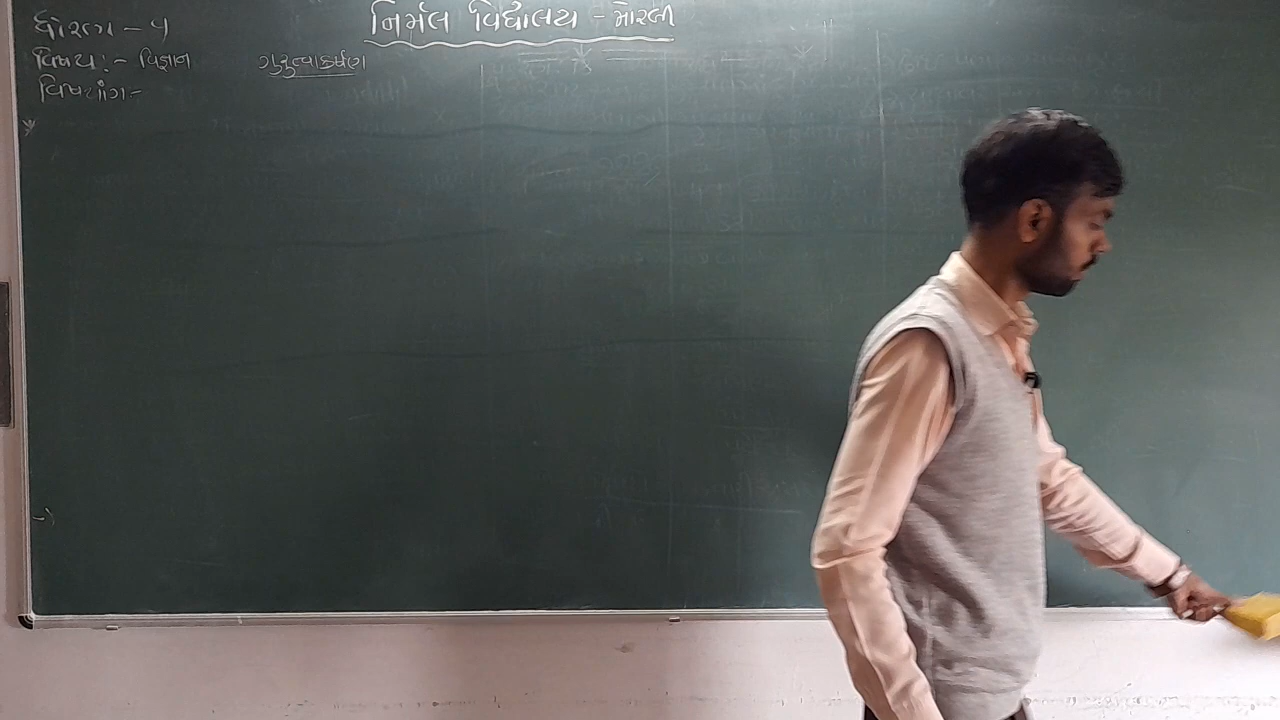 નિર્મલ વિદ્યાલય - મોરબી
ધોરણ - ૫
વિષય :- વિજ્ઞાન
ગુરુત્વાકર્ષણ
વિષયાંગ :-